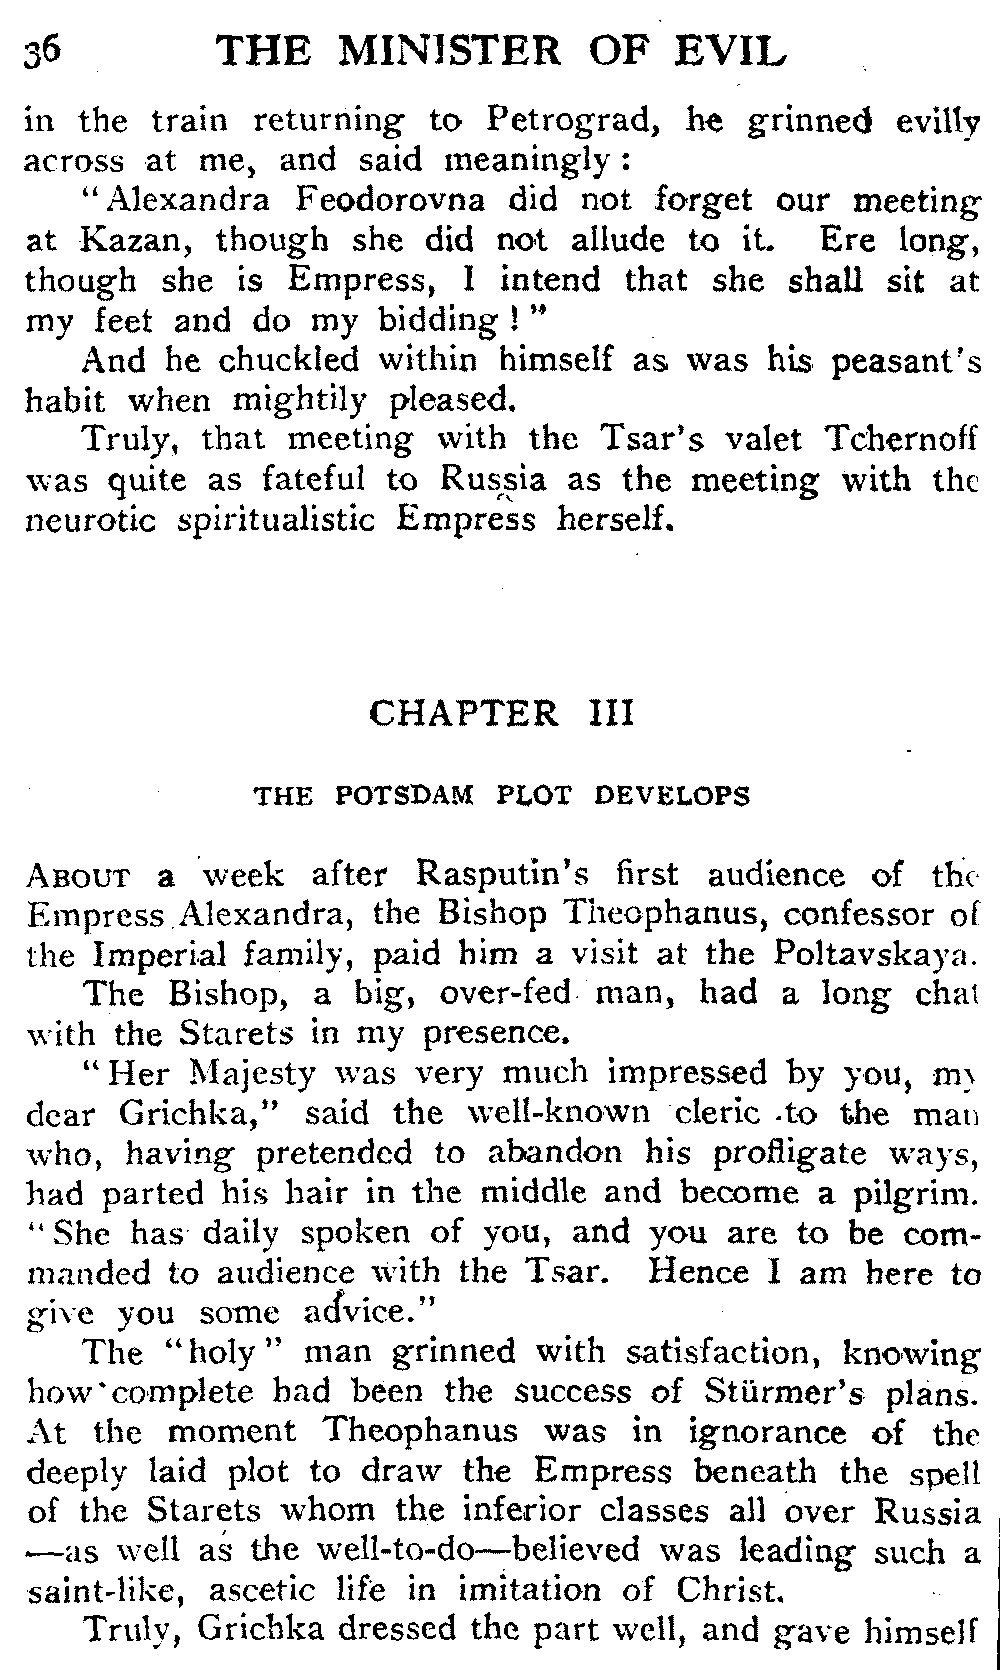 36 THE MINISTER OF EVIL
in the train returning to Petrograd, he grinned evilly
across at me, and said meaningly :
"Alexandra Feodorovna did not forget our meeting
at Kazan, though she did not allude to it. Ere long,
though she is Empress, I intend that she shall sit at
my feet and do my bidding ! "
And he chuckled within himself as was his peasant's
habit when mightily pleased.
Truly, that meeting with the Tsar's valet Tchernoff
was quite as fateful to Russia as the meeting with the
neurotic spiritualistic Empress herself.
CHAPTER III
THE POTSDAM PLOT DEVELOPS
ABOUT a week after Rasputin's first audience of the
Empress Alexandra, the Bishop Theophanus, confessor of
the Imperial family, paid him a visit at the Poltavskaya.
The Bishop, a big, over-fed man, had a long chat
with the Starets in my presence.
"Her Majesty was very much impressed by you, my
dear Grichka," said the well-known cleric to the man
who, having pretended to abandon his profligate ways,
had parted his hair in the middle and become a pilgrim.
"She has daily spoken of you, and you are to be com-
manded to audience with the Tsar. Hence I am here to
give you some advice."
The "holy" man grinned with satisfaction, knowing
how complete had been the success of Stürmer's plans.
At the moment Theophanus was in ignorance of the
deeply laid plot to draw the Empress beneath the spell
of the Starets whom the inferior classes all over Russia
—as well as the well-to-do—believed was leading such a
saint-like, ascetic life in imitation of Christ.
Truly, Grichka dressed the part well, and gave himself